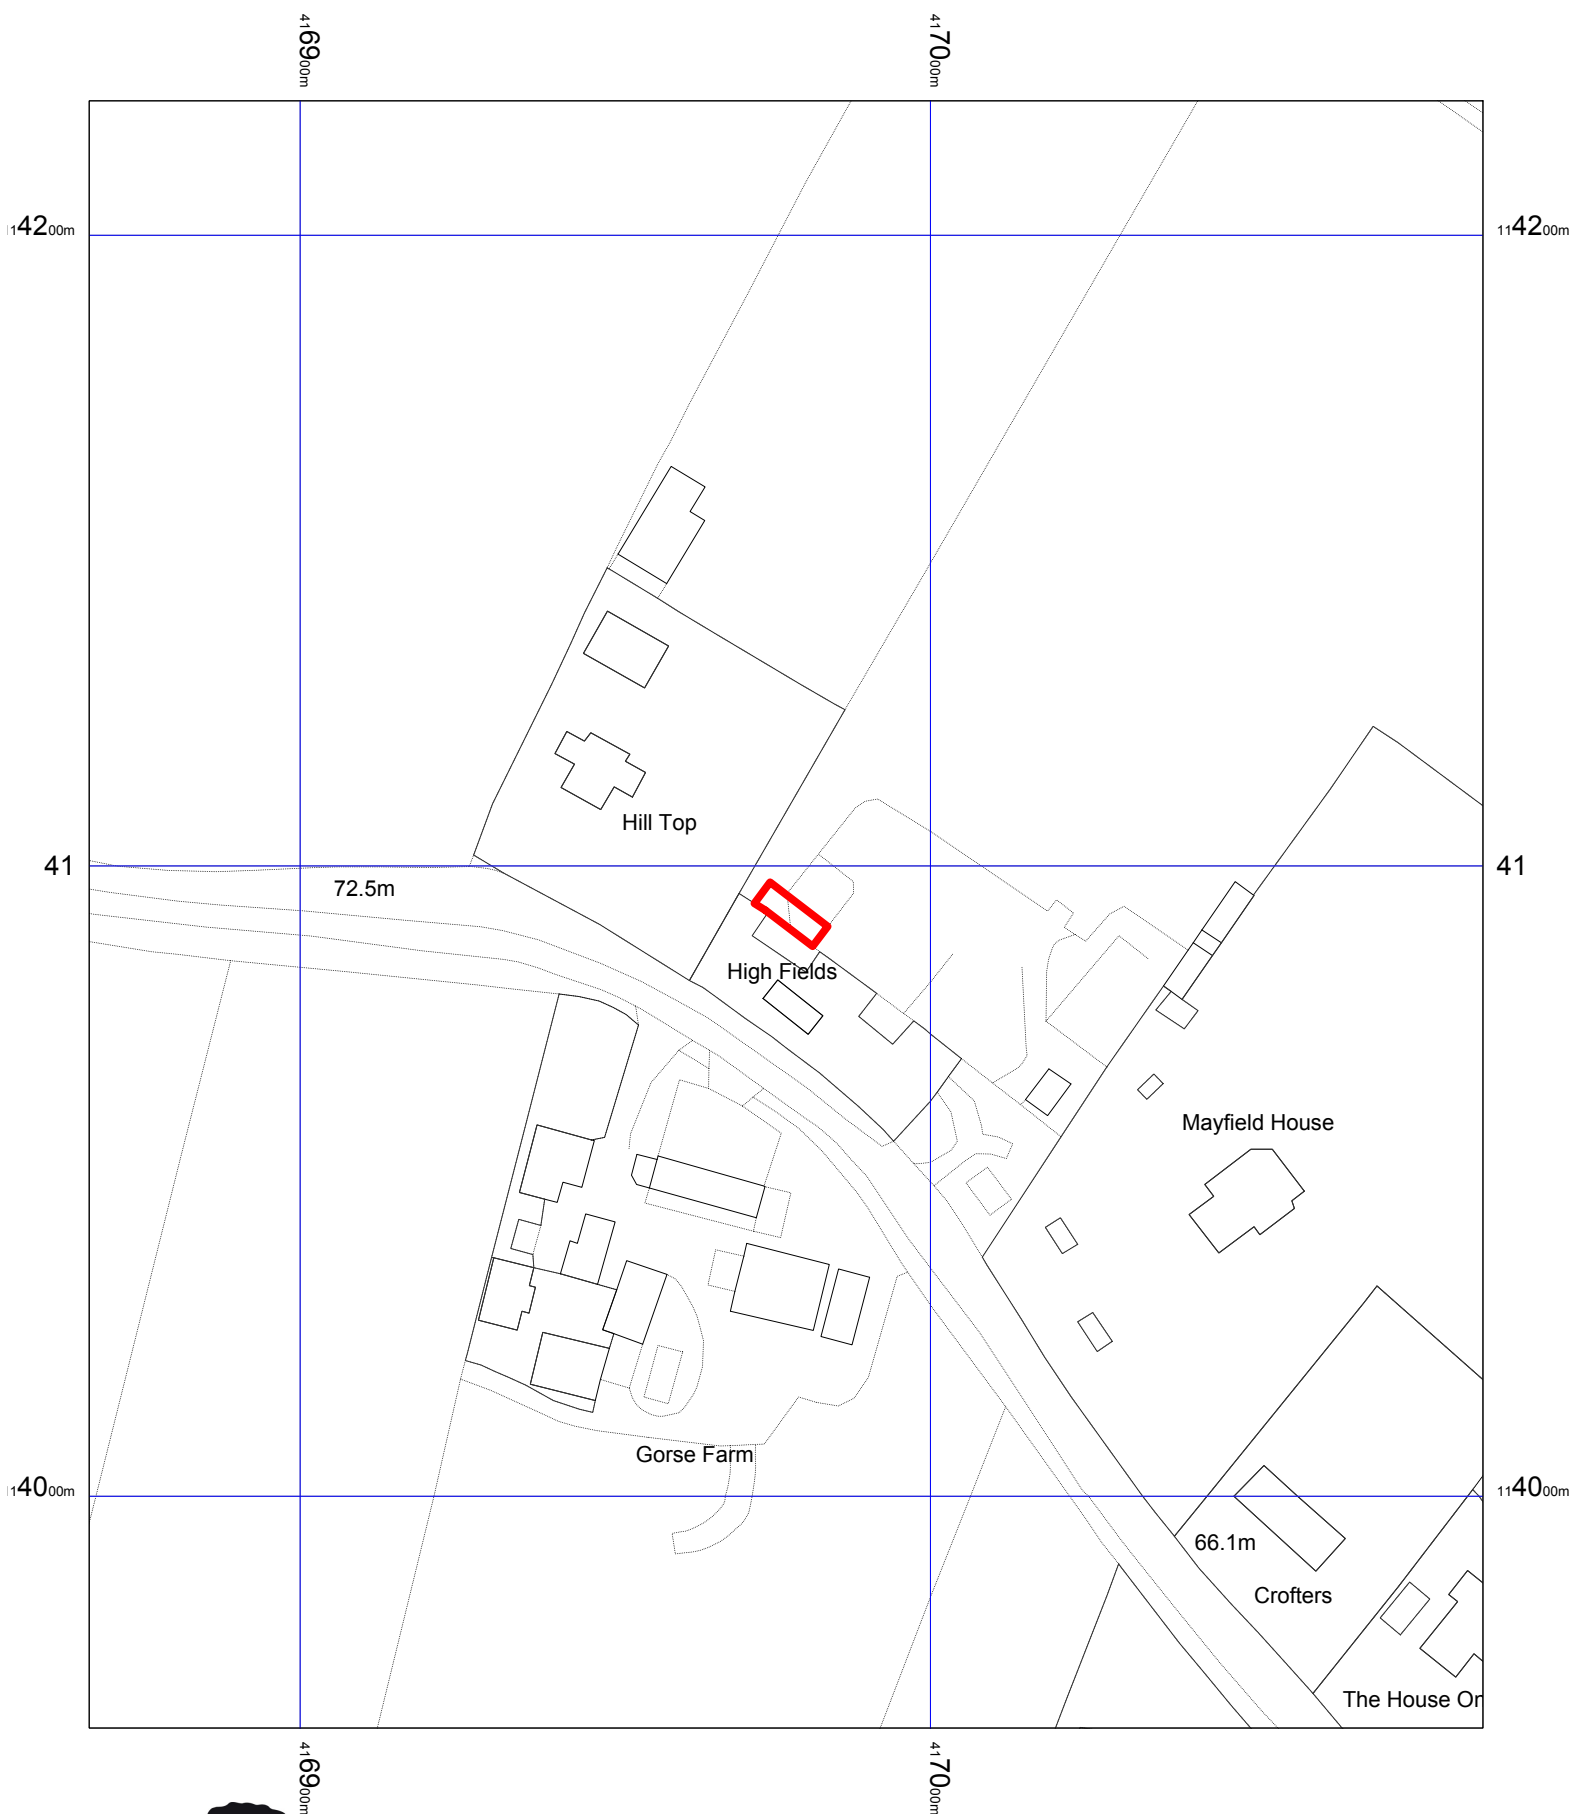 416900m
417000m
114200m
114200m
Hill Top
41
41
72.5m
High Fields
Mayfield House
Gorse Farm
114000m
114000m
66.1m
Crofters
The House On
416900m
417000m